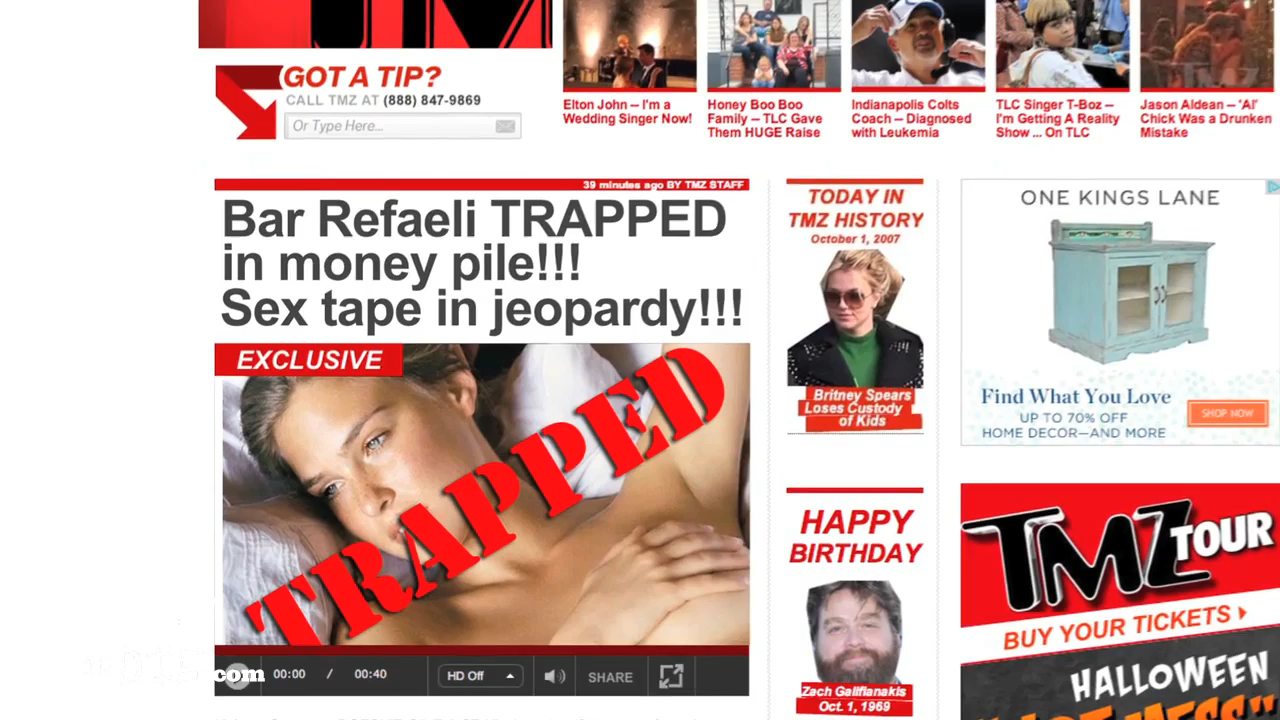 TMZ
GOT A TIP?
CALL TMZ AT (888) 847-9869
Or Type Here...
Elton John – I'm a
Wedding Singer Now!
Honey Boo Boo
Family – TLC Gave
Them HUGE Raise
Indianapolis Colts
Coach – Diagnosed
with Leukemia
TLC Singer T-Boz –
I'm Getting A Reality
Show ... On TLC
Jason Aldean – 'AI'
Chick Was a Drunken
Mistake
39 minutes ago BY TMZ STAFF
Bar Refaeli TRAPPED
in money pile!!!
Sex tape in jeopardy!!!
EXCLUSIVE
TRAPPED
00:00 / 00:40
HD Off
SHARE
.com
TODAY IN
TMZ HISTORY
October 1, 2007
Britney Spears
Loses Custody
of Kids
HAPPY
BIRTHDAY
Zach Galifianakis
Oct. 1, 1969
ONE KINGS LANE
Find What You Love
UP TO 70% OFF
HOME DECOR—AND MORE
SHOP NOW
TMZ TOUR
BUY YOUR TICKETS
HALLOWEEN